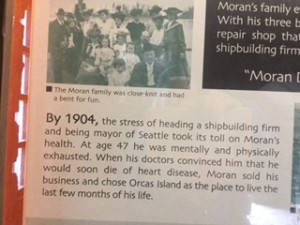 Moran's family e
With his three b
repair shop that
shipbuilding firm
"Moran D
The Moran family was close-knit and had
a bent for fun.
By 1904, the stress of heading a shipbuilding firm
and being mayor of Seattle took its toll on Moran's
health. At age 47 he was mentally and physically
exhausted. When his doctors convinced him that he
would soon die of heart disease, Moran sold his
business and chose Orcas Island as the place to live the
last few months of his life.